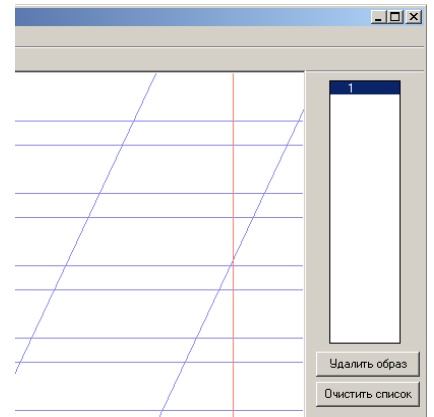 1
Удалить образ
Очистить список